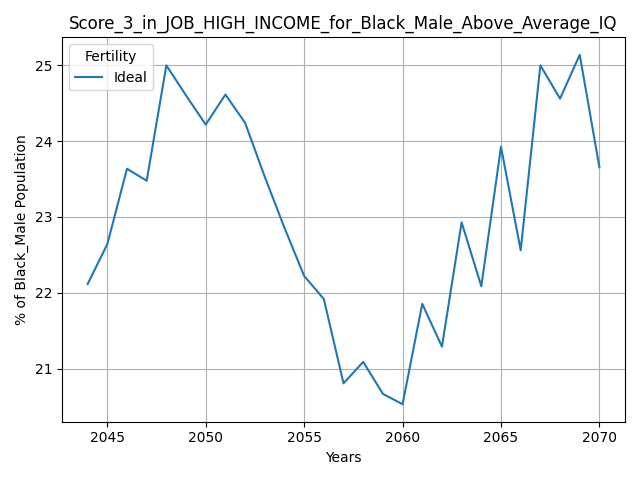 Score_3_in_JOB_HIGH_INCOME_for_Black_Male_Above_Average_IQ
Fertility
Ideal
% of Black_Male Population
25
24
23
22
21
2045 2050 2055 2060 2065 2070
Years